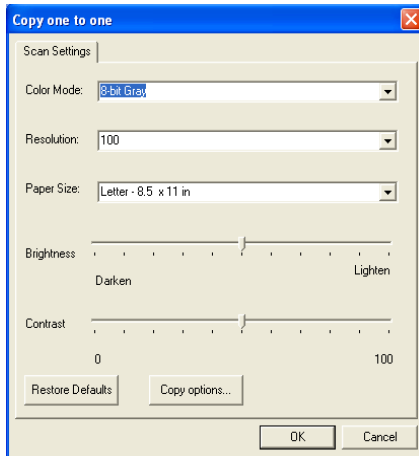 Copy one to one
Scan Settings
Color Mode: 8-bit Gray
Resolution: 100
Paper Size: Letter - 8.5 x 11 in
Brightness
Darken Lighten
Contrast
0 100
Restore Defaults Copy options...
OK Cancel